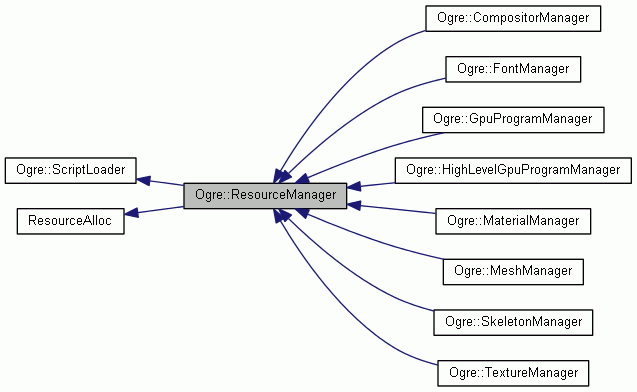 Ogre::CompositorManager
Ogre::FontManager
Ogre::GpuProgramManager
Ogre::ScriptLoader
Ogre::HighLevelGpuProgramManager
Ogre::ResourceManager
ResourceAlloc
Ogre::MaterialManager
Ogre::MeshManager
Ogre::SkeletonManager
Ogre::TextureManager